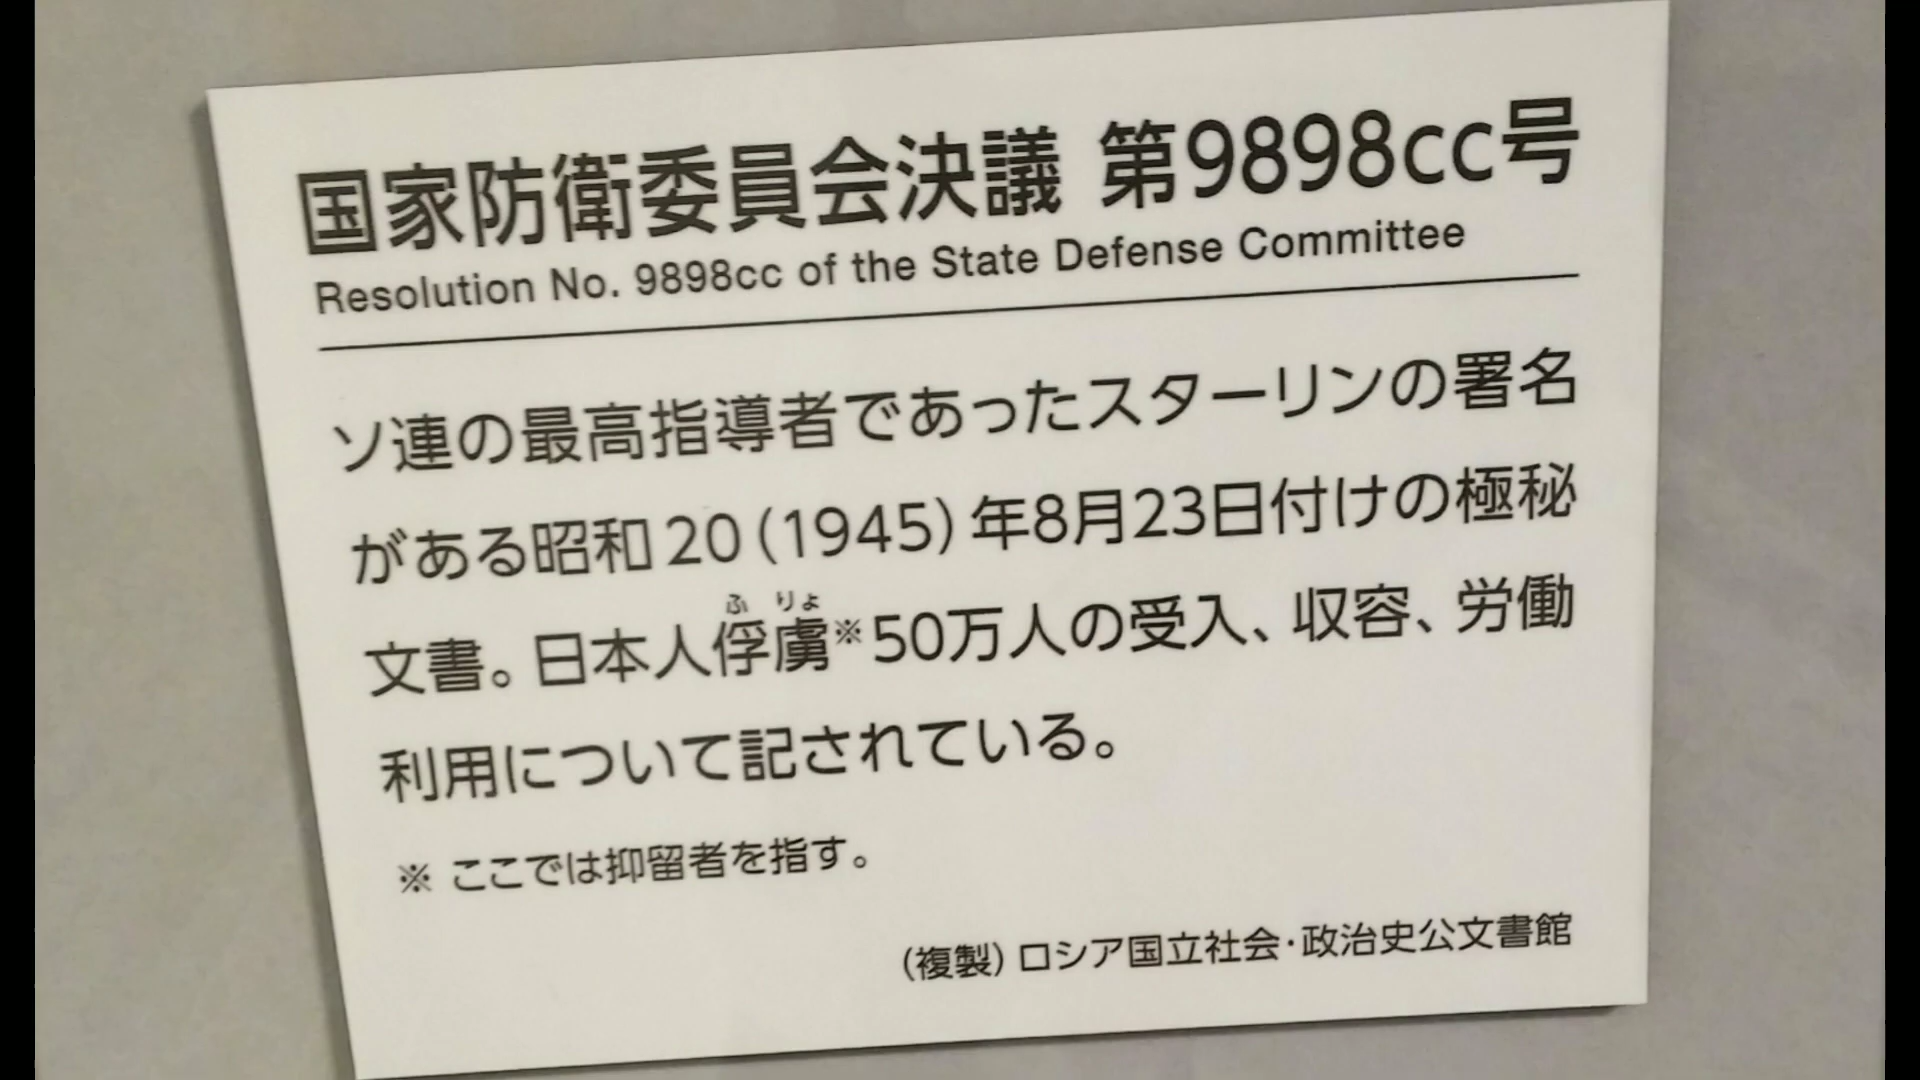 国家防衛委員会決議 第9898cc号
Resolution No. 9898cc of the State Defense Committee
ソ連の最高指導者であったスターリンの署名
がある昭和20(1945)年8月23日付けの極秘
ふ りょ
文書。日本人俘虜※50万人の受入、収容、労働
利用について記されている。
※ ここでは抑留者を指す。
(複製)ロシア国立社会・政治史公文書館